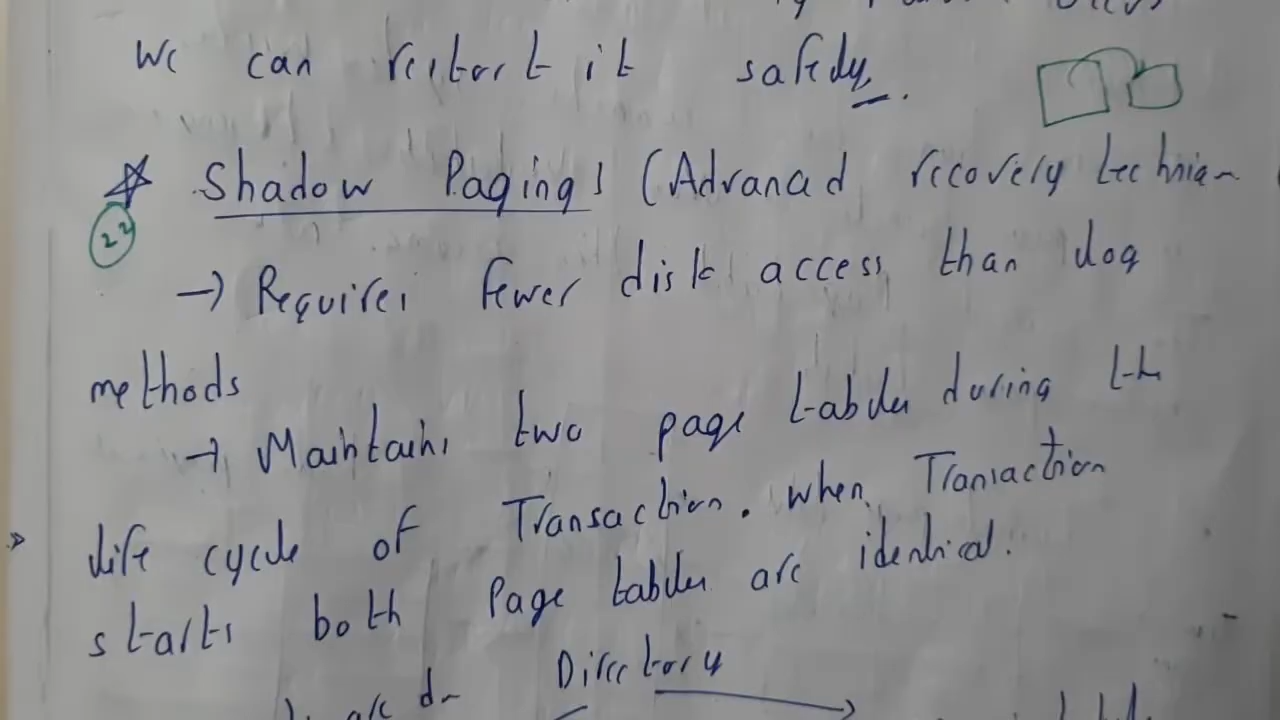 We can restart it safely.
* Shadow Paging: (Advanced recovery technique
22
→ Requires fewer disk access than log
methods
→ Maintains two page tables during the
life cycle of Transaction. when Transaction
starts both Page tables are identical.
Directory